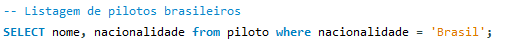 -- Listagem de pilotos brasileiros
SELECT nome, nacionalidade from piloto where nacionalidade = 'Brasil';